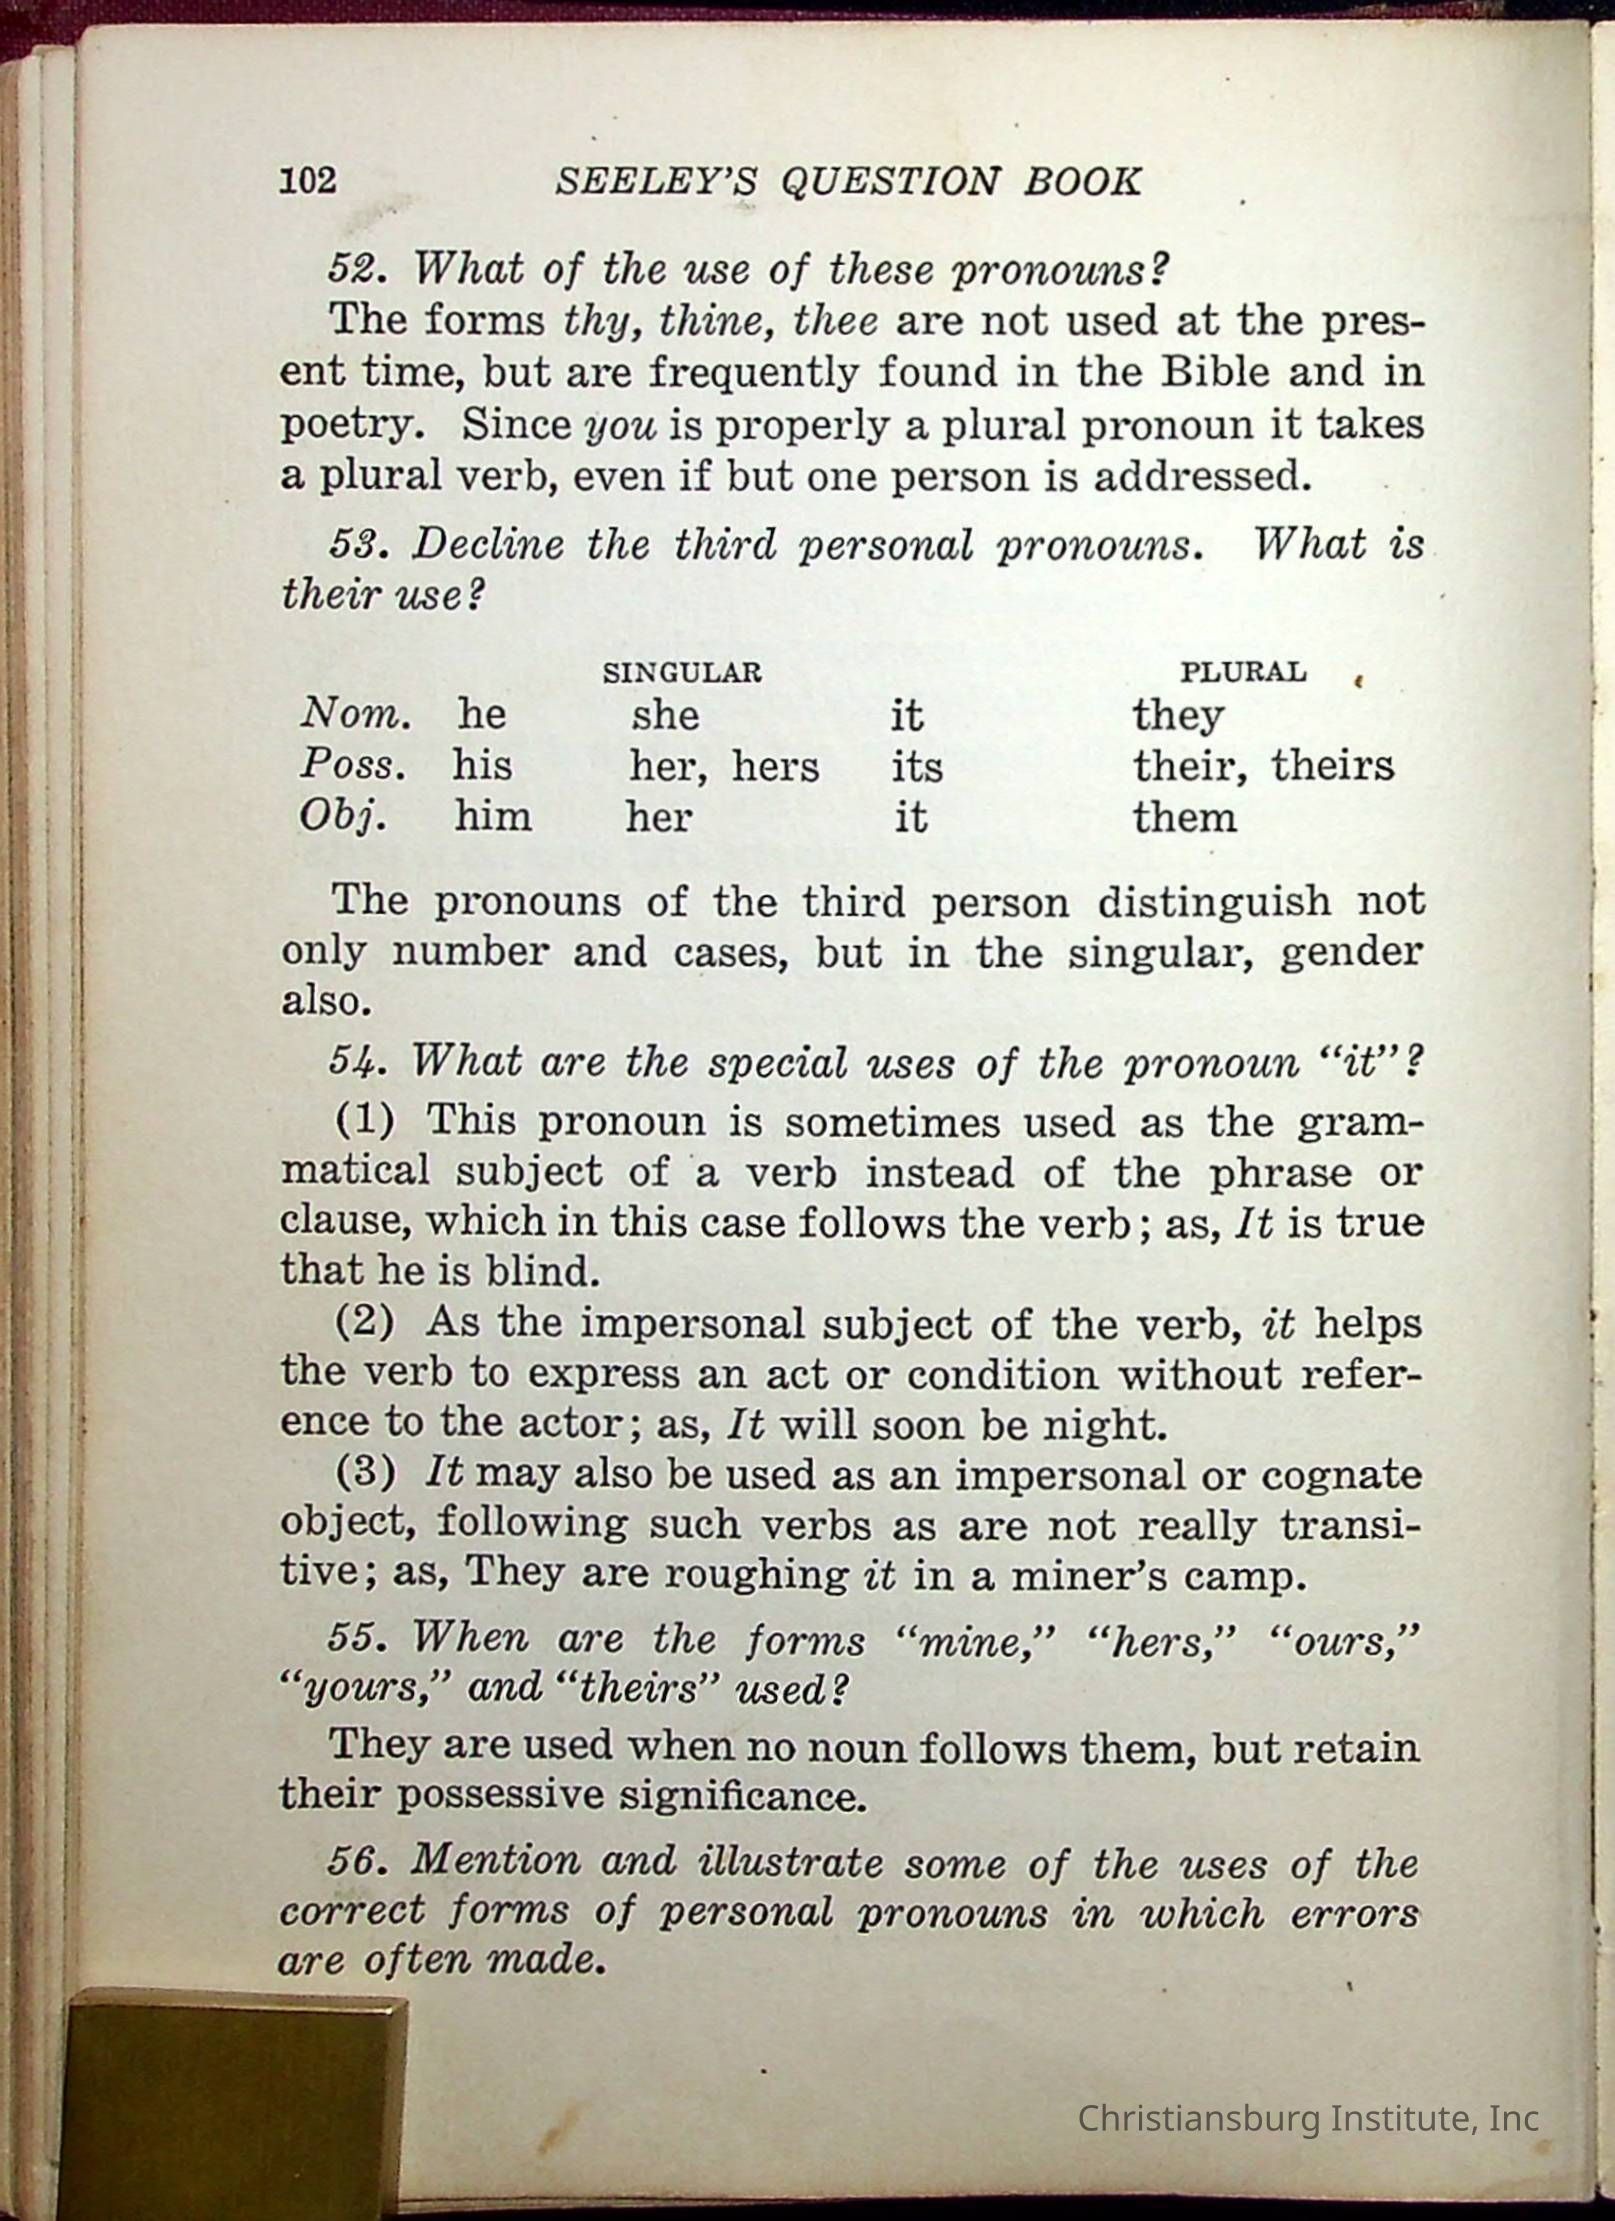 102 SEELEY'S QUESTION BOOK
52. What of the use of these pronouns?
The forms thy, thine, thee are not used at the pres-
ent time, but are frequently found in the Bible and in
poetry. Since you is properly a plural pronoun it takes
a plural verb, even if but one person is addressed.
53. Decline the third personal pronouns. What is
their use?
SINGULAR PLURAL
Nom. he she it they
Poss. his her, hers its their, theirs
Obj. him her it them
The pronouns of the third person distinguish not
only number and cases, but in the singular, gender
also.
54. What are the special uses of the pronoun "it"?
(1) This pronoun is sometimes used as the gram-
matical subject of a verb instead of the phrase or
clause, which in this case follows the verb; as, It is true
that he is blind.
(2) As the impersonal subject of the verb, it helps
the verb to express an act or condition without refer-
ence to the actor; as, It will soon be night.
(3) It may also be used as an impersonal or cognate
object, following such verbs as are not really transi-
tive; as, They are roughing it in a miner's camp.
55. When are the forms "mine," "hers," "ours,"
"yours," and "theirs" used?
They are used when no noun follows them, but retain
their possessive significance.
56. Mention and illustrate some of the uses of the
correct forms of personal pronouns in which errors
are often made.
Christiansburg Institute, Inc